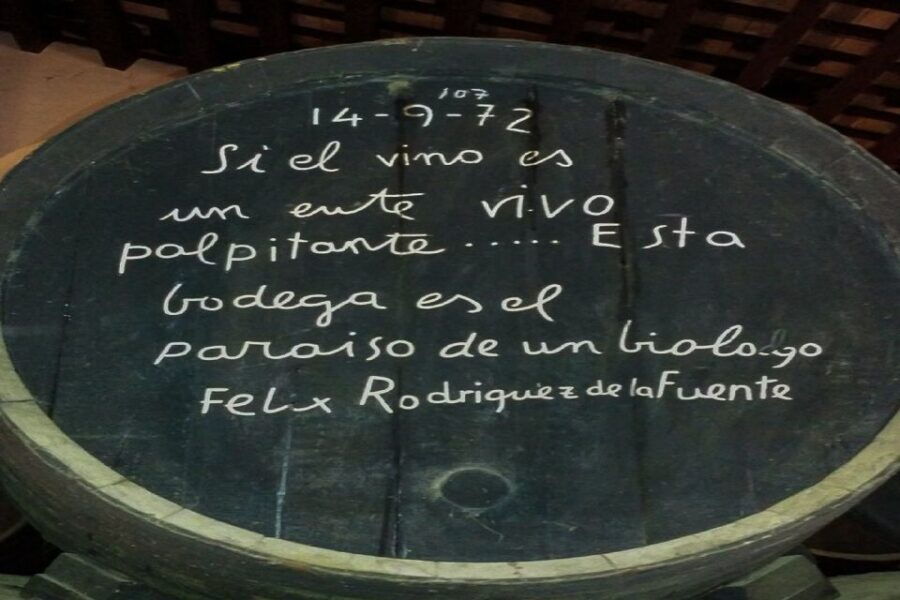 107
14-9-72
Si el vino es
un ente vivo
palpitante ..... Esta
bodega es el
paraiso de un biologo
Felix Rodriguez de la Fuente